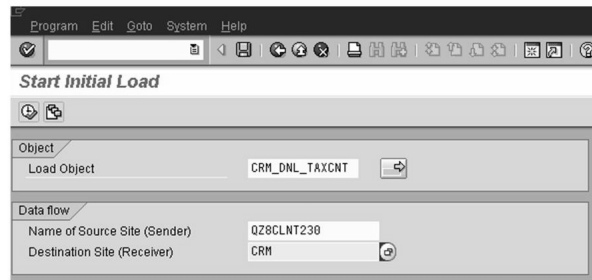 Program Edit Goto System Help
Start Initial Load
Object
Load Object CRM_DNL_TAXCNT
Data flow
Name of Source Site (Sender) QZ8CLNT230
Destination Site (Receiver) CRM